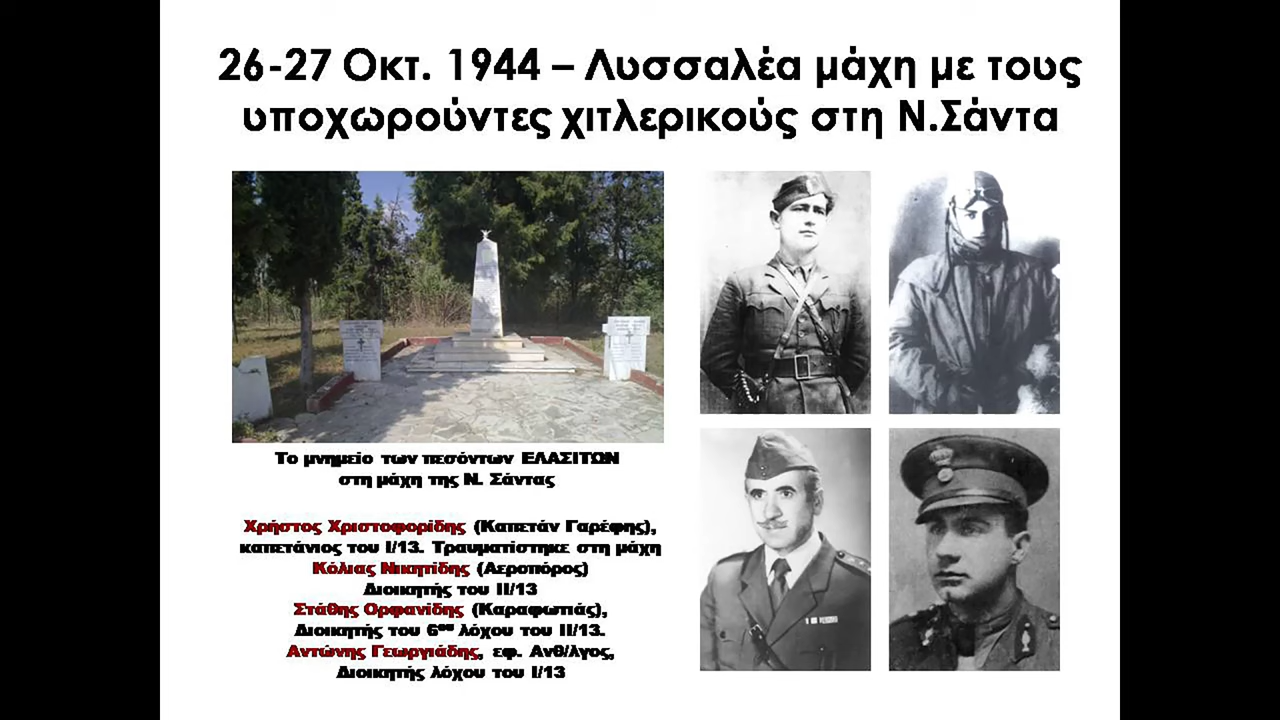 26-27 Οκτ. 1944 – Λυσσαλέα μάχη με τους
υποχωρούντες χιτλερικούς στη Ν.Σάντα
Το μνημείο των πεσόντων ΕΛΑΣΙΤΩΝ
στη μάχη της Ν. Σάντας
Χρήστος Χριστοφορίδης (Καπετάν Γαρέφης),
καπετάνιος του Ι/13. Τραυματίστηκε στη μάχη
Κόλιας Νικητίδης (Αεροπόρος)
Διοικητής του ΙΙ/13
Στάθης Ορφανίδης (Καραφωτιάς),
Διοικητής του 6ου λόχου του ΙΙ/13.
Αντώνης Γεωργιάδης, εφ. Ανθ/λγος,
Διοικητής λόχου του Ι/13